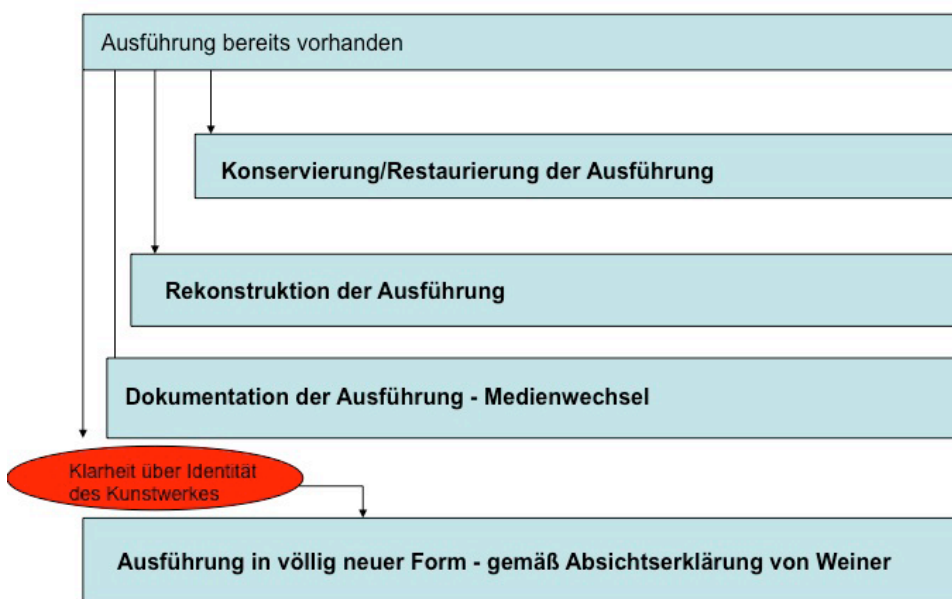 Ausführung bereits vorhanden
Konservierung/Restaurierung der Ausführung
Rekonstruktion der Ausführung
Dokumentation der Ausführung - Medienwechsel
Klarheit über Identität
des Kunstwerkes
Ausführung in völlig neuer Form - gemäß Absichtserklärung von Weiner